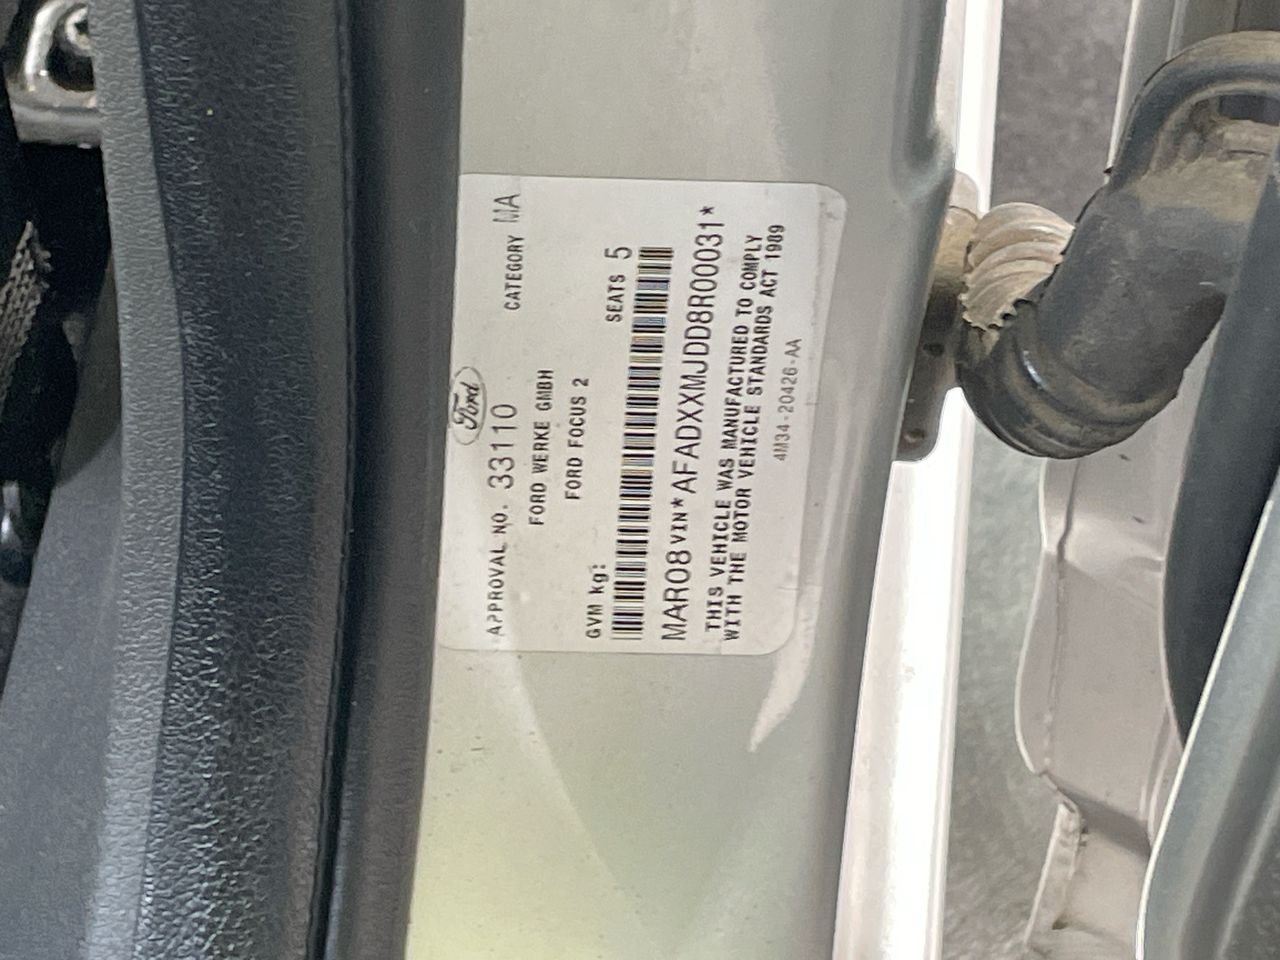 Ford
APPROVAL NO. 33110 CATEGORY MA
FORD WERKE GMBH
FORD FOCUS 2
GVM kg: SEATS 5
MAR08 VIN*AFADXXMJDD8R00031*
THIS VEHICLE WAS MANUFACTURED TO COMPLY
WITH THE MOTOR VEHICLE STANDARDS ACT 1989
4M34-20426-AA